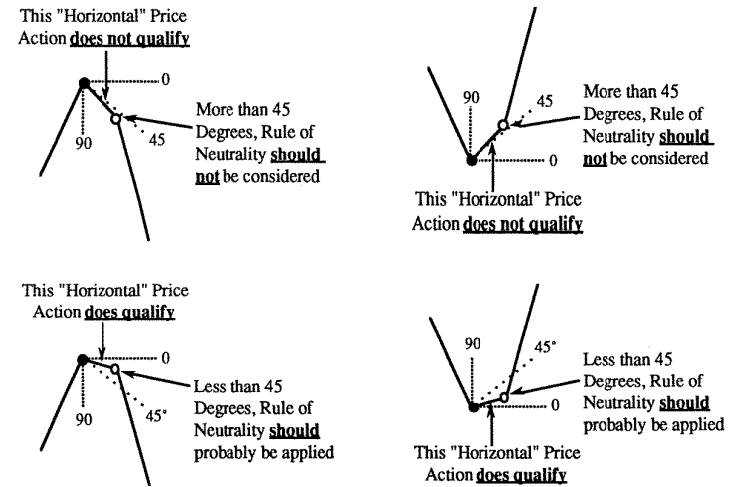 This "Horizontal" Price
Action does not qualify
0
90
45
More than 45
Degrees, Rule of
Neutrality should
not be considered
90
45
0
More than 45
Degrees, Rule of
Neutrality should
not be considered
This "Horizontal" Price
Action does not qualify
This "Horizontal" Price
Action does qualify
0
90
45°
Less than 45
Degrees, Rule of
Neutrality should
probably be applied
90
45°
0
Less than 45
Degrees, Rule of
Neutrality should
probably be applied
This "Horizontal" Price
Action does qualify